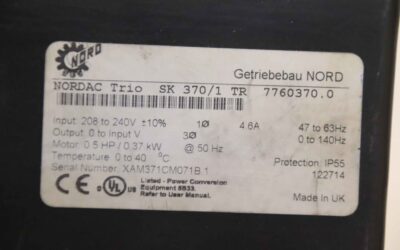 NORD
Getriebebau NORD
NORDAC Trio SK 370/1 TR 7760370.0
Input: 208 to 240V ±10% 1Ø 4.6A 47 to 63Hz
Output: 0 to Input V 3Ø 0 to 140Hz
Motor: 0.5 HP / 0,37 kW @ 50 Hz
Temperature: 0 to 40 °C Protection: IP55
Serial Number: XAM371CM071B.1 122714
CE UL Listed - Power Conversion
Equipment 5B33.
Refer to User Manual. Made In UK